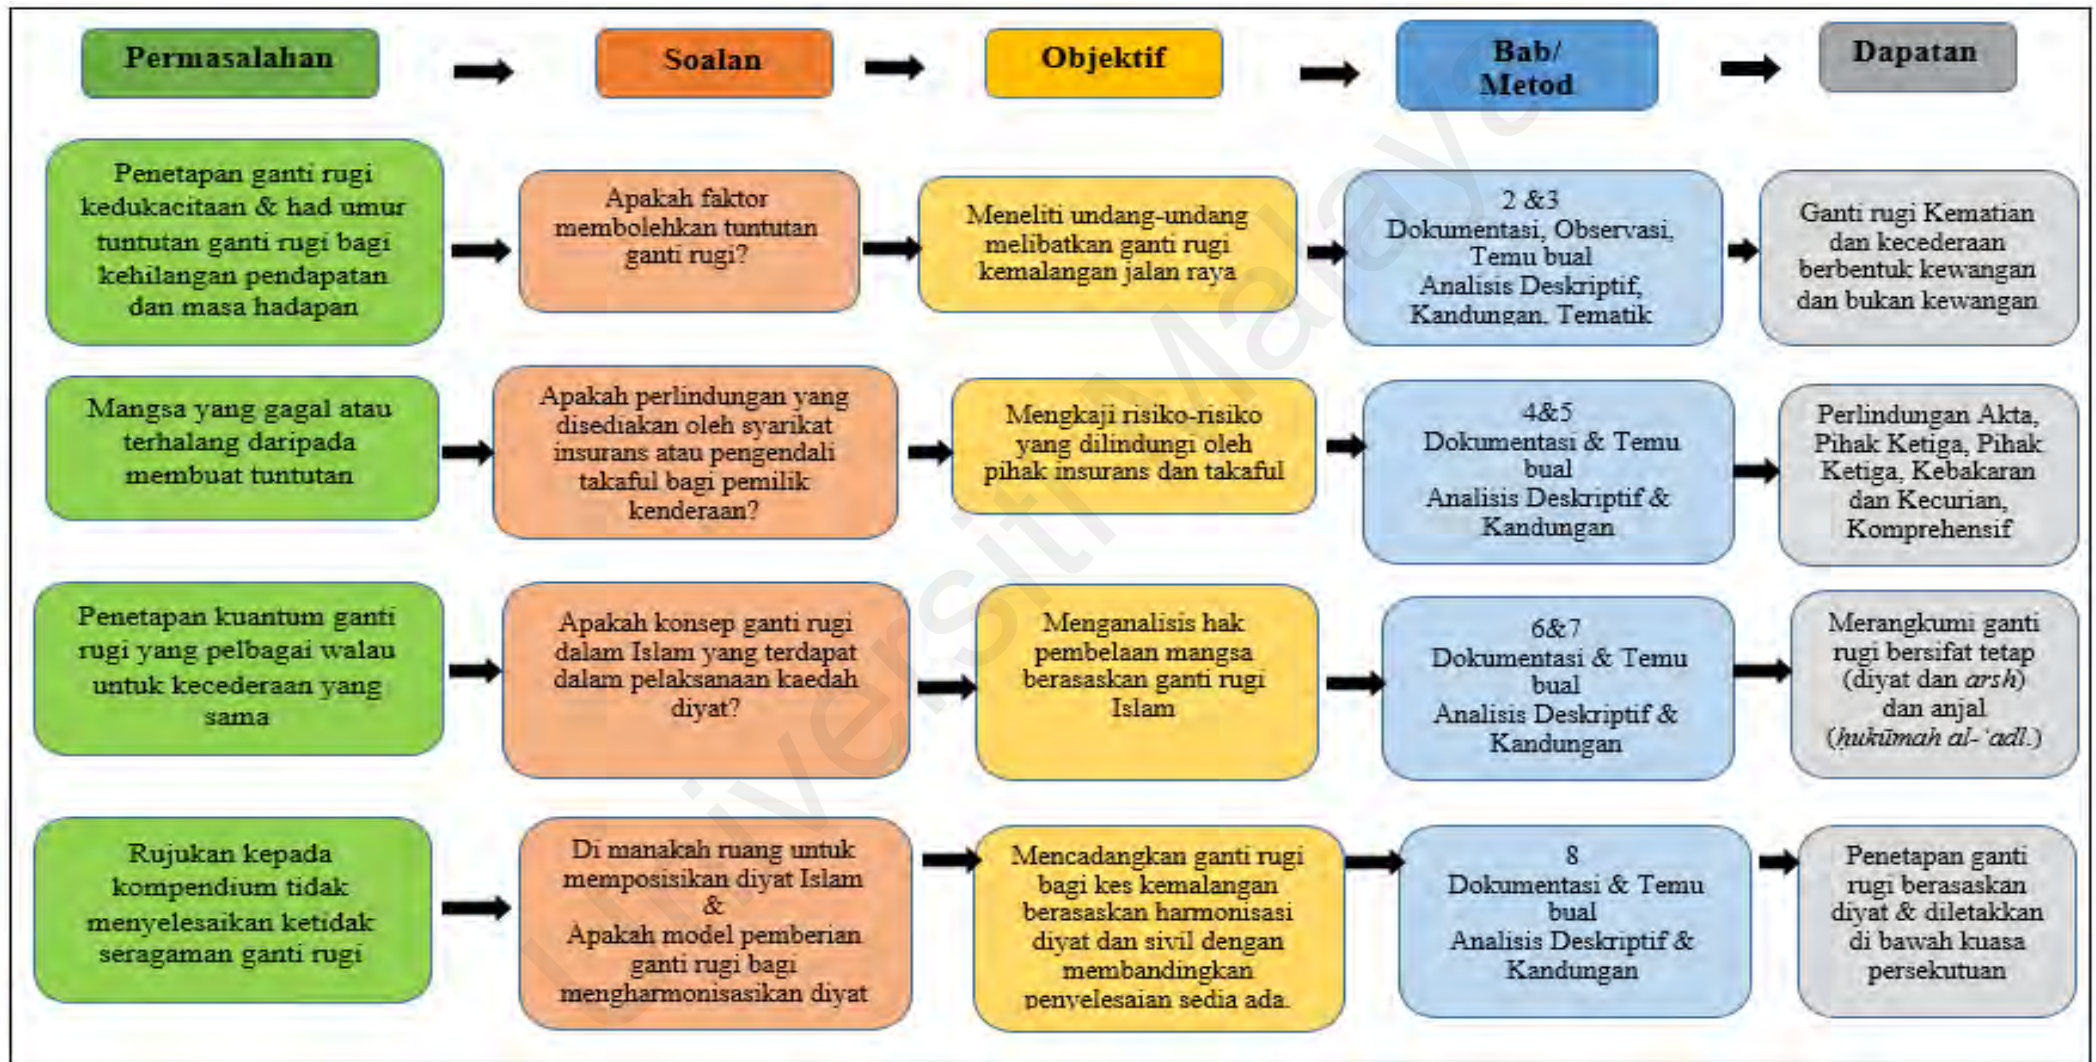 Permasalahan
Soalan
Objektif
Bab/
Metod
Dapatan
Penetapan ganti rugi
kedukacitaan & had umur
tuntutan ganti rugi bagi
kehilangan pendapatan
dan masa hadapan
Apakah faktor
membolehkan tuntutan
ganti rugi?
Meneliti undang-undang
melibatkan ganti rugi
kemalangan jalan raya
2 &3
Dokumentasi, Observasi,
Temu bual
Analisis Deskriptif,
Kandungan, Tematik
Ganti rugi Kematian
dan kecederaan
berbentuk kewangan
dan bukan kewangan
Mangsa yang gagal atau
terhalang daripada
membuat tuntutan
Apakah perlindungan yang
disediakan oleh syarikat
insurans atau pengendali
takaful bagi pemilik
kenderaan?
Mengkaji risiko-risiko
yang dilindungi oleh
pihak insurans dan takaful
4&5
Dokumentasi & Temu
bual
Analisis Deskriptif &
Kandungan
Perlindungan Akta,
Pihak Ketiga, Pihak
Ketiga, Kebakaran
dan Kecurian,
Komprehensif
Penetapan kuantum ganti
rugi yang pelbagai walau
untuk kecederaan yang
sama
Apakah konsep ganti rugi
dalam Islam yang terdapat
dalam pelaksanaan kaedah
diyat?
Menganalisis hak
pembelaan mangsa
berasaskan ganti rugi
Islam
6&7
Dokumentasi & Temu
bual
Analisis Deskriptif &
Kandungan
Merangkumi ganti
rugi bersifat tetap
(diyat dan arsh)
dan anjal
(ḥukūmah al-'adl.)
Rujukan kepada
kompendium tidak
menyelesaikan ketidak
seragaman ganti rugi
Di manakah ruang untuk
memposisikan diyat Islam
&
Apakah model pemberian
ganti rugi bagi
mengharmonisasikan diyat
Mencadangkan ganti rugi
bagi kes kemalangan
berasaskan harmonisasi
diyat dan sivil dengan
membandingkan
penyelesaian sedia ada.
8
Dokumentasi & Temu
bual
Analisis Deskriptif &
Kandungan
Penetapan ganti
rugi berasaskan
diyat & diletakkan
di bawah kuasa
persekutuan
Universiti Malaya